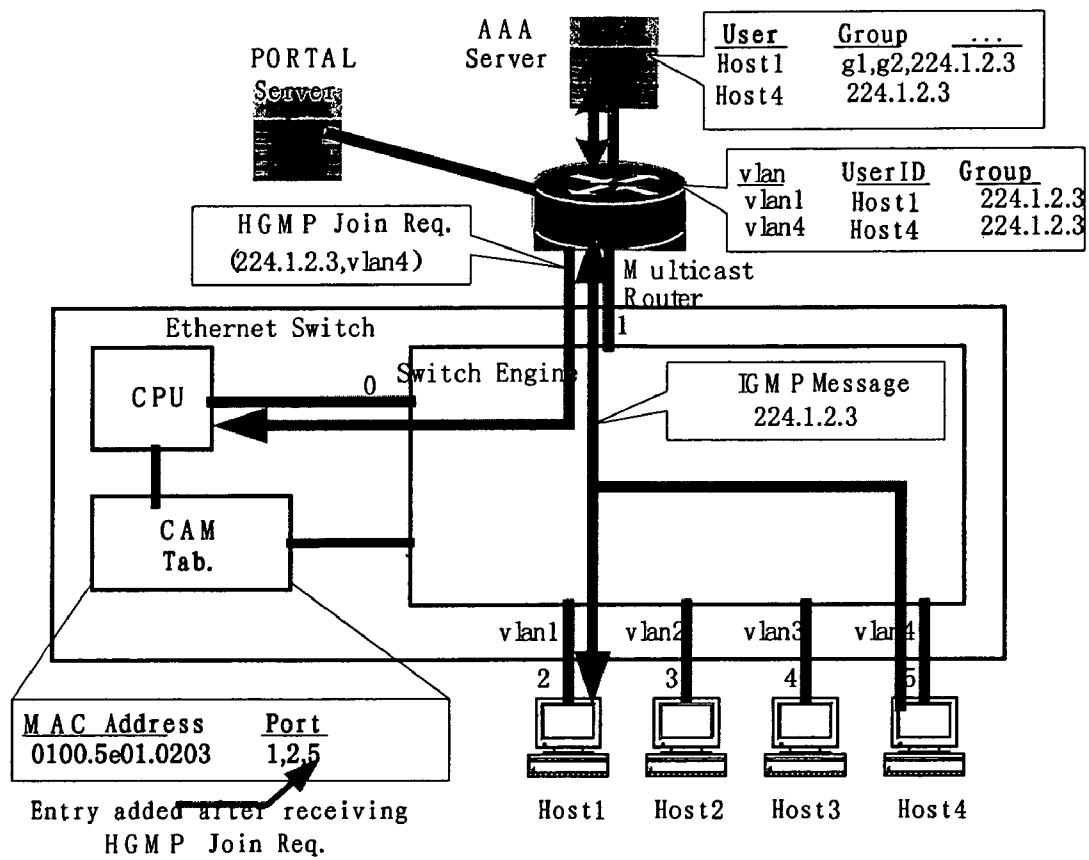 PORTAL
Server
AAA
Server
User Group ...
Host1 g1,g2,224.1.2.3
Host4 224.1.2.3
vlan UserID Group
vlan1 Host1 224.1.2.3
vlan4 Host4 224.1.2.3
HGMP Join Req.
(224.1.2.3,vlan4)
Multicast
Router
1
Ethernet Switch
CPU
0
Switch Engine
IGMP Message
224.1.2.3
CAM
Tab.
vlan1 vlan2 vlan3 vlan4
2 3 4 5
MAC Address Port
0100.5e01.0203 1,2,5
Host1 Host2 Host3 Host4
Entry added after receiving
HGMP Join Req.